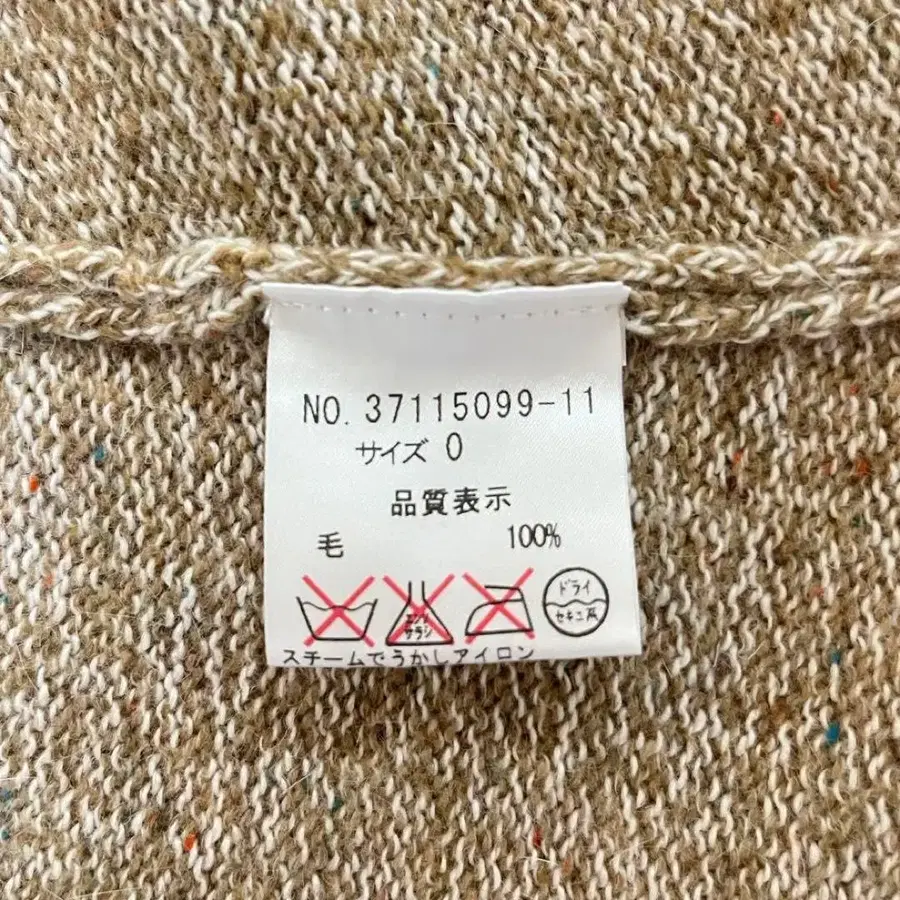 NO. 37115099-11
サイズ 0
品質表示
毛 100%
エンソ サラシ ドライ セキユ系
スチームでうかしアイロン